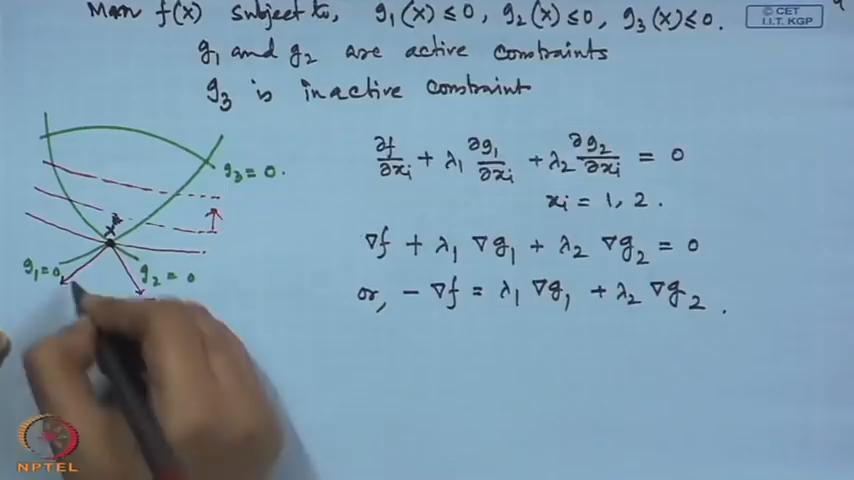 Man f(x) subject to, g₁(x) ≤ 0, g₂(x) ≤ 0, g₃(x) ≤ 0.
© CET
I.I.T. KGP
g₁ and g₂ are active constraints
g₃ is inactive constraint
∂f/∂xᵢ + λ₁ ∂g₁/∂xᵢ + λ₂ ∂g₂/∂xᵢ = 0
xᵢ = 1, 2.
g₃ = 0.
x*
g₁ = 0
g₂ = 0
∇f + λ₁ ∇g₁ + λ₂ ∇g₂ = 0
or, - ∇f = λ₁ ∇g₁ + λ₂ ∇g₂.
NPTEL